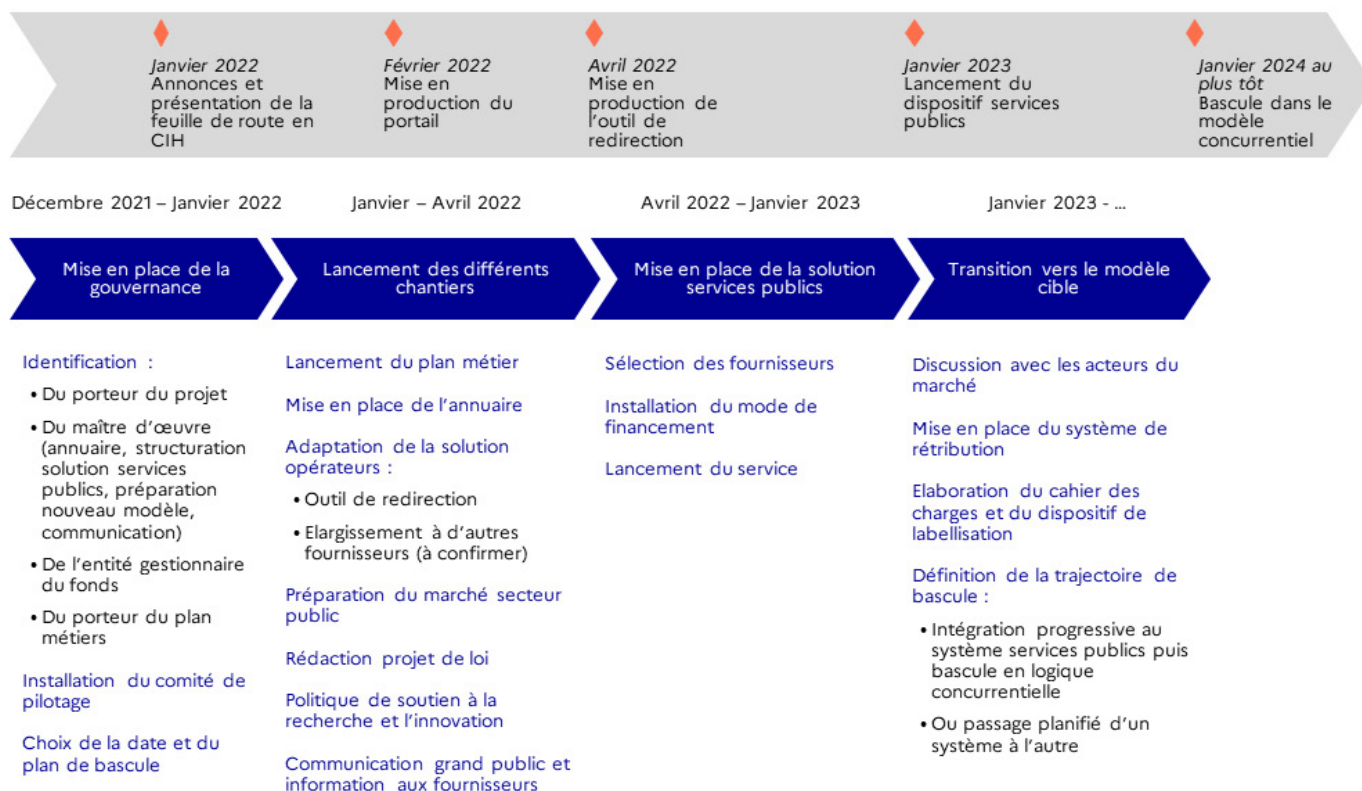 Janvier 2022
Annonces et
présentation de la
feuille de route en
CIH
Février 2022
Mise en
production du
portail
Avril 2022
Mise en
production de
l'outil de
redirection
Janvier 2023
Lancement du
dispositif services
publics
Janvier 2024 au
plus tôt
Bascule dans le
modèle
concurrentiel
Décembre 2021 – Janvier 2022
Janvier – Avril 2022
Avril 2022 – Janvier 2023
Janvier 2023 - ...
Mise en place de la
gouvernance
Lancement des différents
chantiers
Mise en place de la solution
services publics
Transition vers le modèle
cible
Identification :
• Du porteur du projet
• Du maître d'œuvre
(annuaire, structuration
solution services
publics, préparation
nouveau modèle,
communication)
• De l'entité gestionnaire
du fonds
• Du porteur du plan
métiers
Installation du comité de
pilotage
Choix de la date et du
plan de bascule
Lancement du plan métier
Mise en place de l'annuaire
Adaptation de la solution
opérateurs :
• Outil de redirection
• Elargissement à d'autres
fournisseurs (à confirmer)
Préparation du marché secteur
public
Rédaction projet de loi
Politique de soutien à la
recherche et l'innovation
Communication grand public et
information aux fournisseurs
Sélection des fournisseurs
Installation du mode de
financement
Lancement du service
Discussion avec les acteurs du
marché
Mise en place du système de
rétribution
Elaboration du cahier des
charges et du dispositif de
labellisation
Définition de la trajectoire de
bascule :
• Intégration progressive au
système services publics puis
bascule en logique
concurrentielle
• Ou passage planifié d'un
système à l'autre